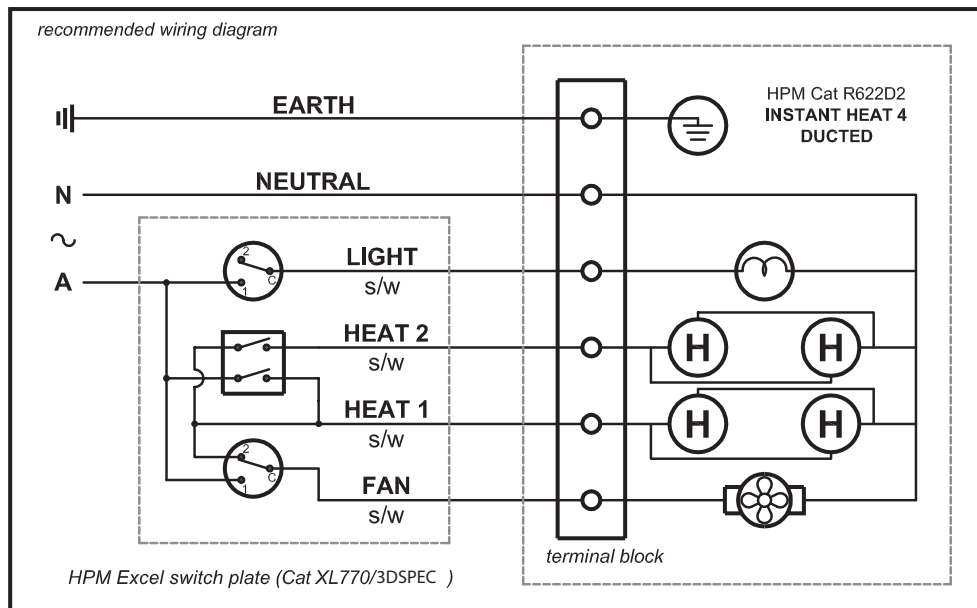 recommended wiring diagram
HPM Cat R622D2
INSTANT HEAT 4
DUCTED
EARTH
N
NEUTRAL
A
2
1
C
LIGHT
s/w
HEAT 2
s/w
H
H
HEAT 1
s/w
H
H
2
1
C
FAN
s/w
terminal block
HPM Excel switch plate (Cat XL770/3DSPEC )